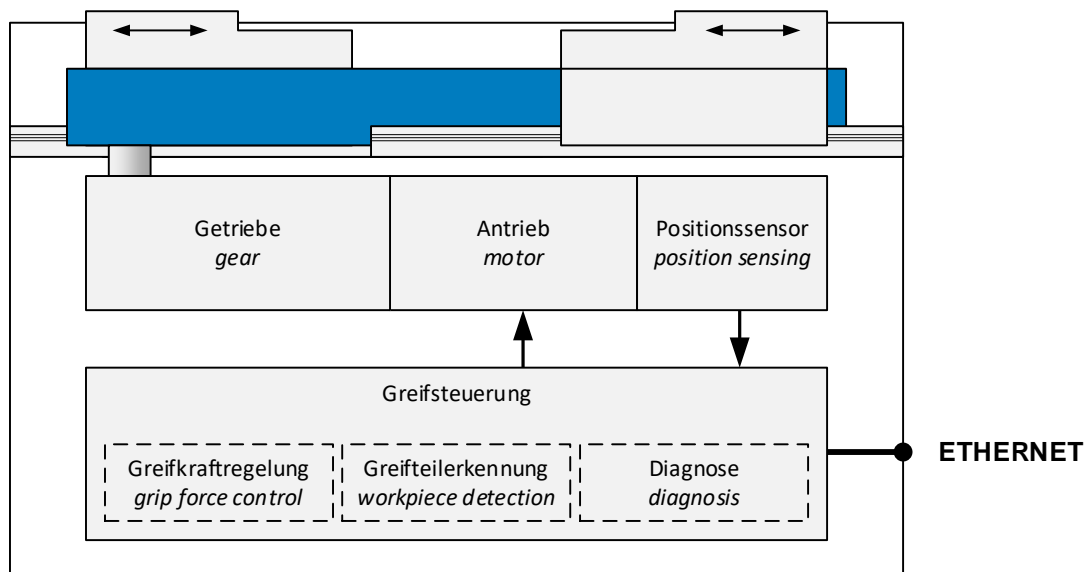 Getriebe
gear
Antrieb
motor
Positionssensor
position sensing
Greifsteuerung
Greifkraftregelung
grip force control
Greifteilerkennung
workpiece detection
Diagnose
diagnosis
ETHERNET